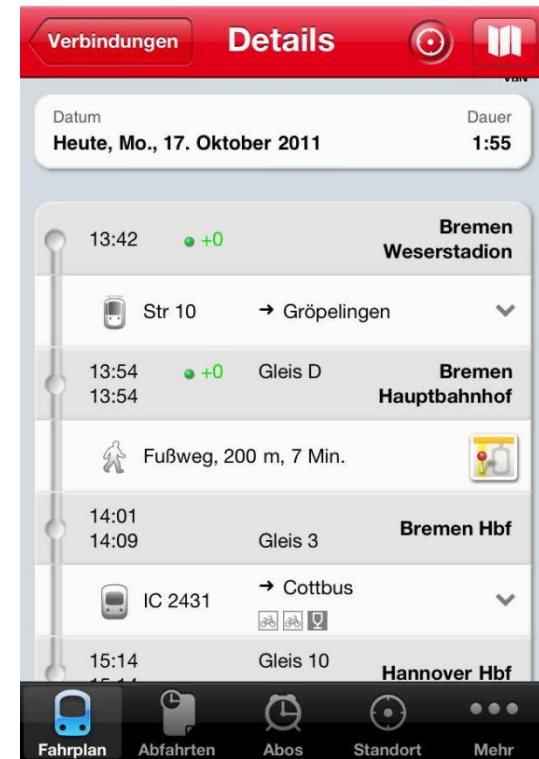 Verbindungen Details
VBN
Datum Dauer
Heute, Mo., 17. Oktober 2011 1:55
13:42 +0 Bremen
Weserstadion
Str 10 → Gröpelingen
13:54 +0 Gleis D Bremen
13:54 Hauptbahnhof
Fußweg, 200 m, 7 Min.
14:01
Bremen Hbf
14:09 Gleis 3
IC 2431 → Cottbus
15:14 Gleis 10 Hannover Hbf
Fahrplan Abfahrten Abos Standort Mehr